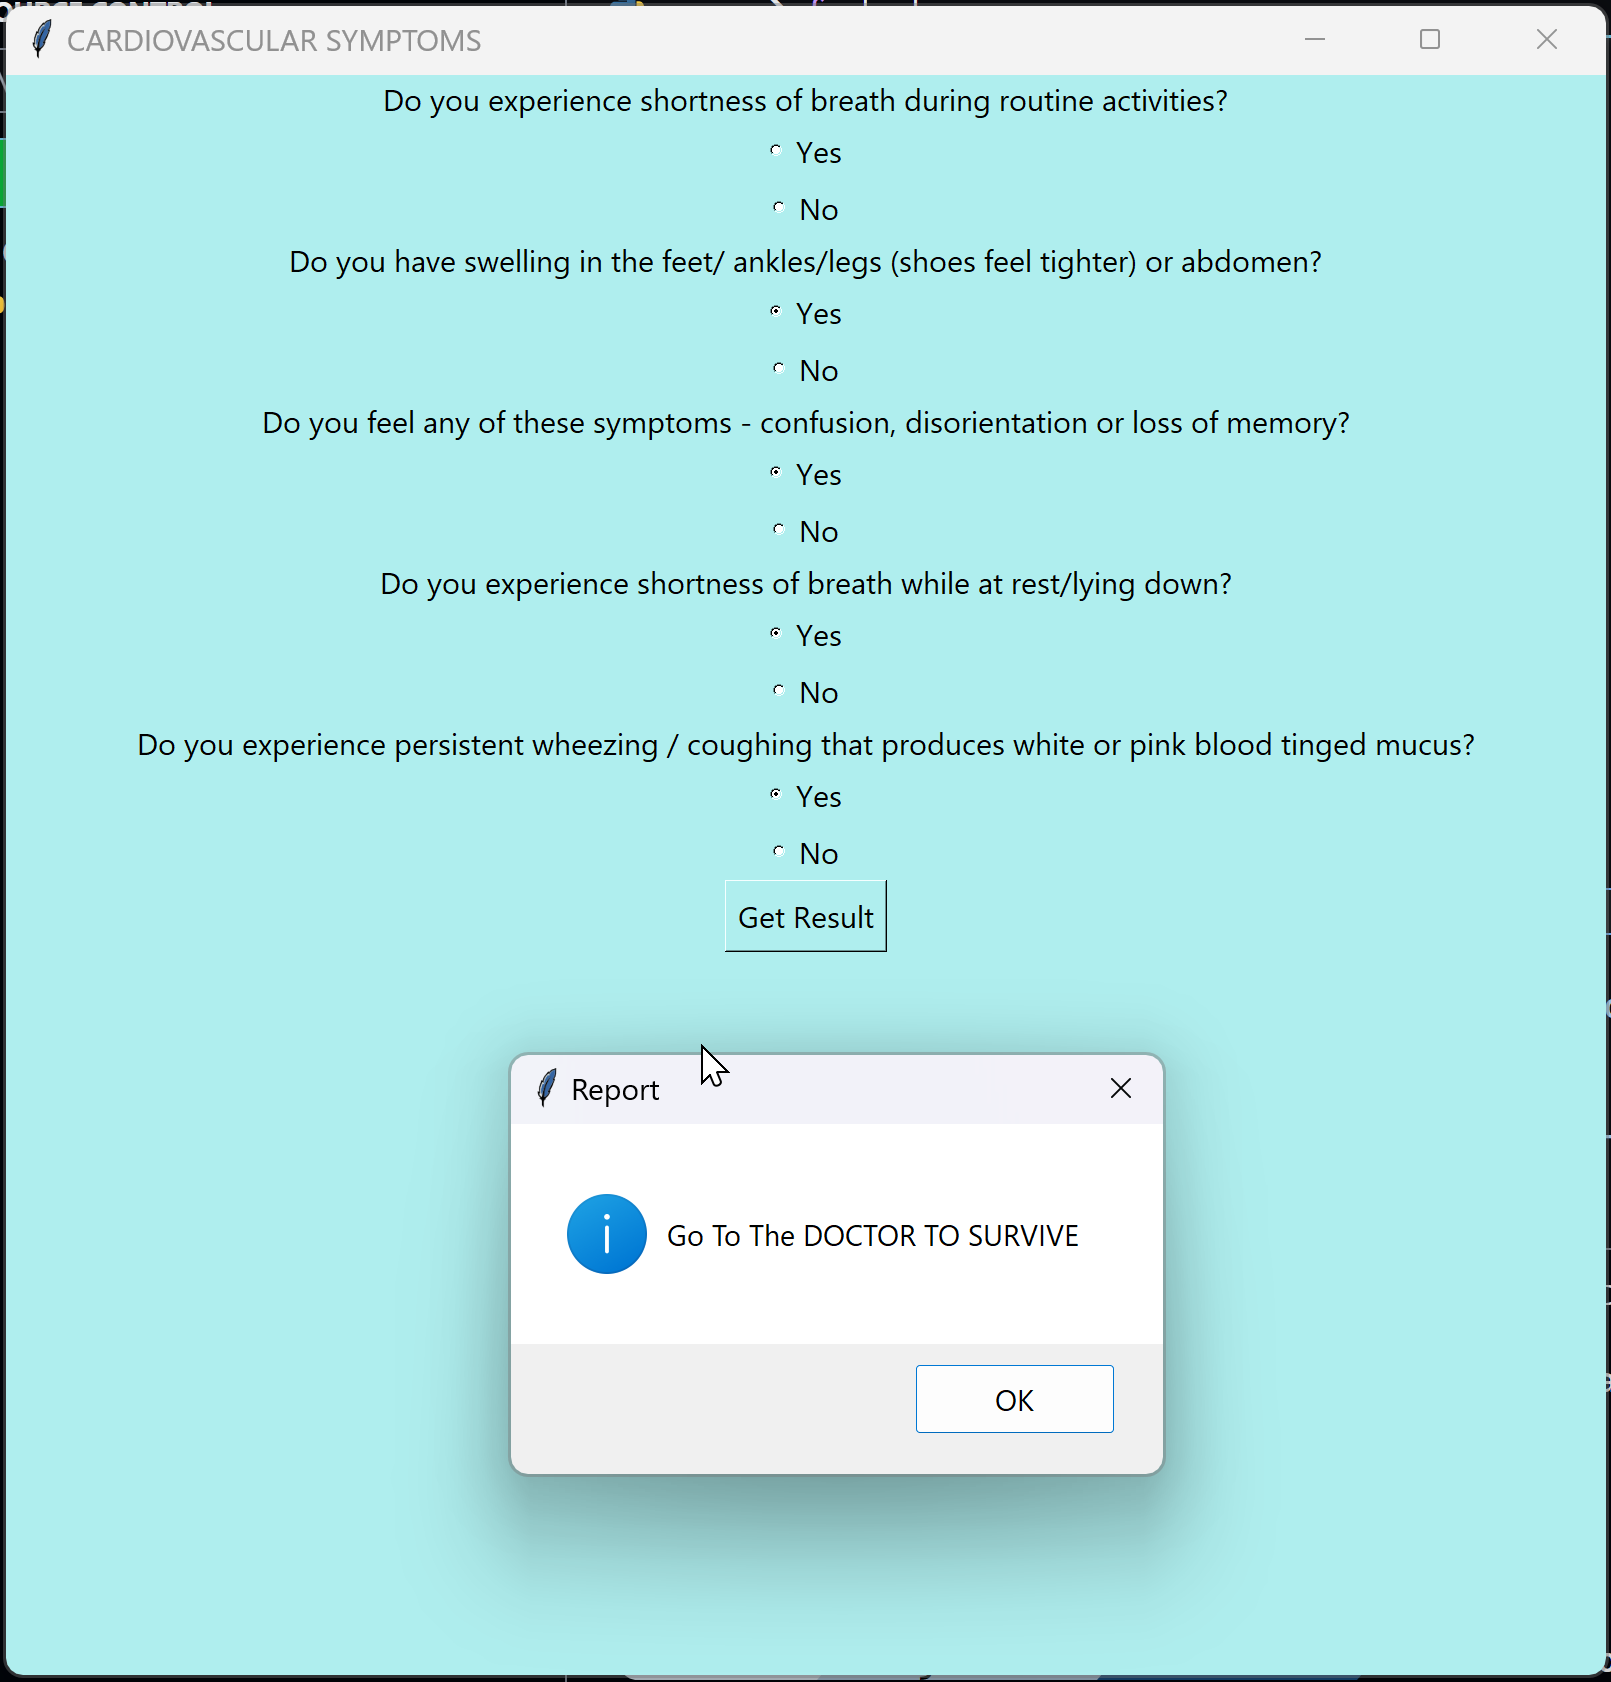 CARDIOVASCULAR SYMPTOMS
Do you experience shortness of breath during routine activities?
Yes
No
Do you have swelling in the feet/ ankles/legs (shoes feel tighter) or abdomen?
Yes
No
Do you feel any of these symptoms - confusion, disorientation or loss of memory?
Yes
No
Do you experience shortness of breath while at rest/lying down?
Yes
No
Do you experience persistent wheezing / coughing that produces white or pink blood tinged mucus?
Yes
No
Get Result
Report
Go To The DOCTOR TO SURVIVE
OK